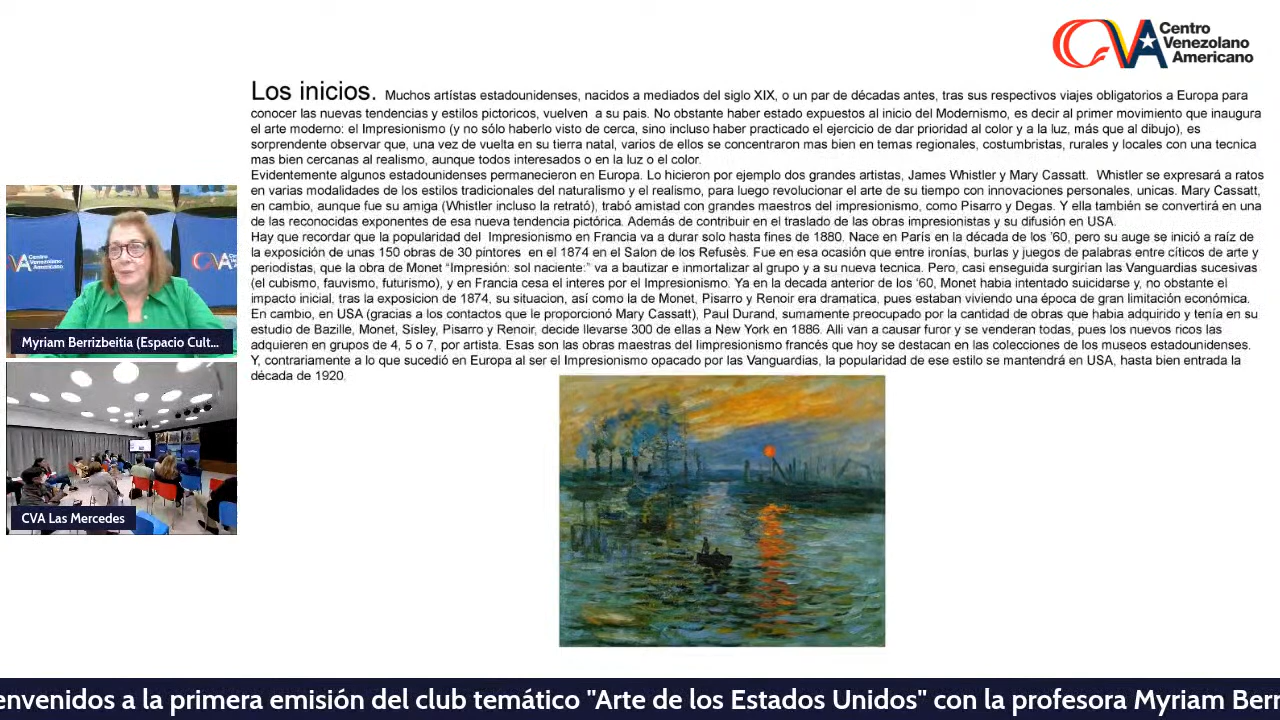 Centro
Venezolano
Americano
Los inicios. Muchos artístas estadounidenses, nacidos a mediados del siglo XIX, o un par de décadas antes, tras sus respectivos viajes obligatorios a Europa para
conocer las nuevas tendencias y estilos pictoricos, vuelven a su pais. No obstante haber estado expuestos al inicio del Modernismo, es decir al primer movimiento que inaugura
el arte moderno: el Impresionismo (y no sólo haberlo visto de cerca, sino incluso haber practicado el ejercicio de dar prioridad al color y a la luz, más que al dibujo), es
sorprendente observar que, una vez de vuelta en su tierra natal, varios de ellos se concentraron mas bien en temas regionales, costumbristas, rurales y locales con una tecnica
mas bien cercanas al realismo, aunque todos interesados o en la luz o el color.
Evidentemente algunos estadounidenses permanecieron en Europa. Lo hicieron por ejemplo dos grandes artistas, James Whistler y Mary Cassatt. Whistler se expresará a ratos
en varias modalidades de los estilos tradicionales del naturalismo y el realismo, para luego revolucionar el arte de su tiempo con innovaciones personales, unicas. Mary Cassatt,
en cambio, aunque fue su amiga (Whistler incluso la retrató), trabó amistad con grandes maestros del impresionismo, como Pisarro y Degas. Y ella también se convertirá en una
de las reconocidas exponentes de esa nueva tendencia pictórica. Además de contribuir en el traslado de las obras impresionistas y su difusión en USA.
Hay que recordar que la popularidad del Impresionismo en Francia va a durar solo hasta fines de 1880. Nace en París en la década de los '60, pero su auge se inició a raíz de
la exposición de unas 150 obras de 30 pintores en el 1874 en el Salon de los Refusès. Fue en esa ocasión que entre ironías, burlas y juegos de palabras entre cíticos de arte y
periodistas, que la obra de Monet “Impresión: sol naciente:” va a bautizar e inmortalizar al grupo y a su nueva tecnica. Pero, casi enseguida surgirían las Vanguardias sucesivas
(el cubismo, fauvismo, futurismo), y en Francia cesa el interes por el Impresionismo. Ya en la decada anterior de los '60, Monet habia intentado suicidarse y, no obstante el
impacto inicial, tras la exposicion de 1874, su situacion, así como la de Monet, Pisarro y Renoir era dramatica, pues estaban viviendo una época de gran limitación económica.
En cambio, en USA (gracias a los contactos que le proporcionó Mary Cassatt), Paul Durand, sumamente preocupado por la cantidad de obras que habia adquirido y tenía en su
estudio de Bazille, Monet, Sisley, Pisarro y Renoir, decide llevarse 300 de ellas a New York en 1886. Alli van a causar furor y se venderan todas, pues los nuevos ricos las
adquieren en grupos de 4, 5 o 7, por artista. Esas son las obras maestras del Iimpresionismo francés que hoy se destacan en las colecciones de los museos estadounidenses.
Y, contrariamente a lo que sucedió en Europa al ser el Impresionismo opacado por las Vanguardias, la popularidad de ese estilo se mantendrá en USA, hasta bien entrada la
década de 1920.
Myriam Berrizbeitia (Espacio Cult...
CVA Las Mercedes
envenidos a la primera emisión del club temático "Arte de los Estados Unidos" con la profesora Myriam Berr